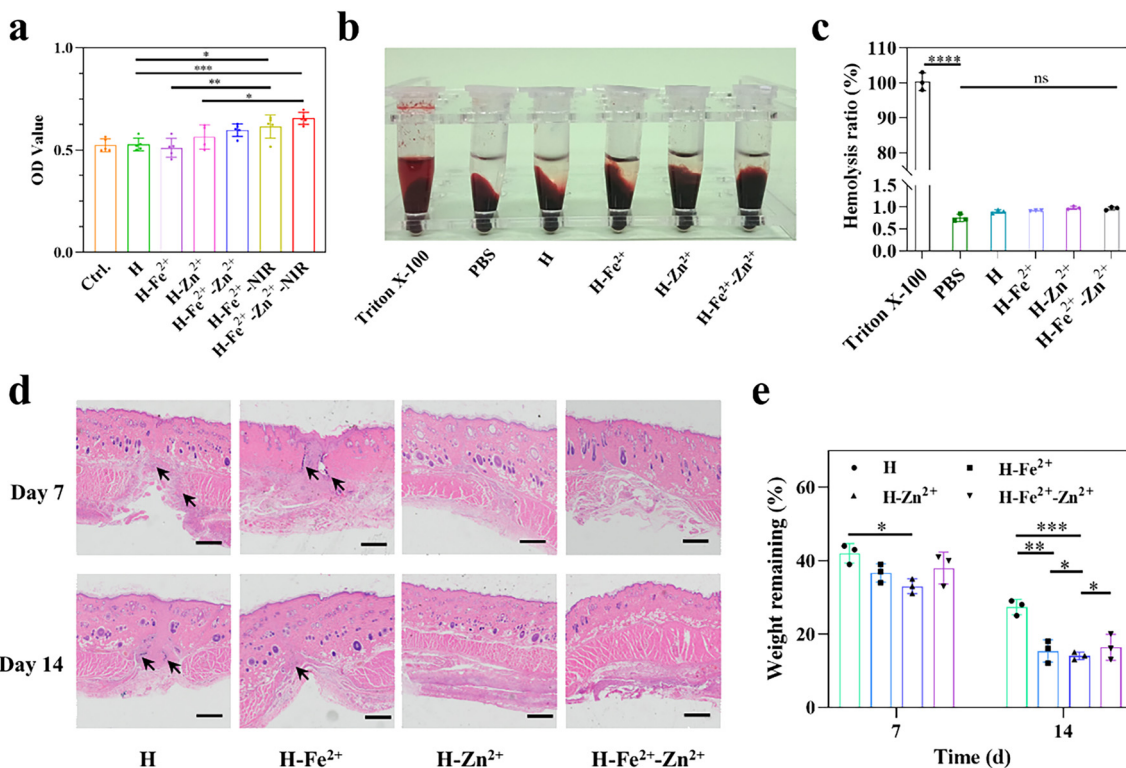 a
*
***
**
*
1.0
0.5
0.0
OD Value
Ctrl.
H
H-Fe²⁺
H-Zn²⁺
H-Fe²⁺-Zn²⁺
H-Fe²⁺-NIR
H-Fe²⁺-Zn²⁺-NIR
b
Triton X-100
PBS
H
H-Fe²⁺
H-Zn²⁺
H-Fe²⁺-Zn²⁺
c
****
ns
110
100
90
80
1.5
1.0
0.5
0.0
Hemolysis ratio (%)
Triton X-100
PBS
H
H-Fe²⁺
H-Zn²⁺
H-Fe²⁺-Zn²⁺
d
Day 7
Day 14
H
H-Fe²⁺
H-Zn²⁺
H-Fe²⁺-Zn²⁺
e
H
H-Fe²⁺
H-Zn²⁺
H-Fe²⁺-Zn²⁺
*
***
**
*
*
60
40
20
0
Weight remaining (%)
7
14
Time (d)